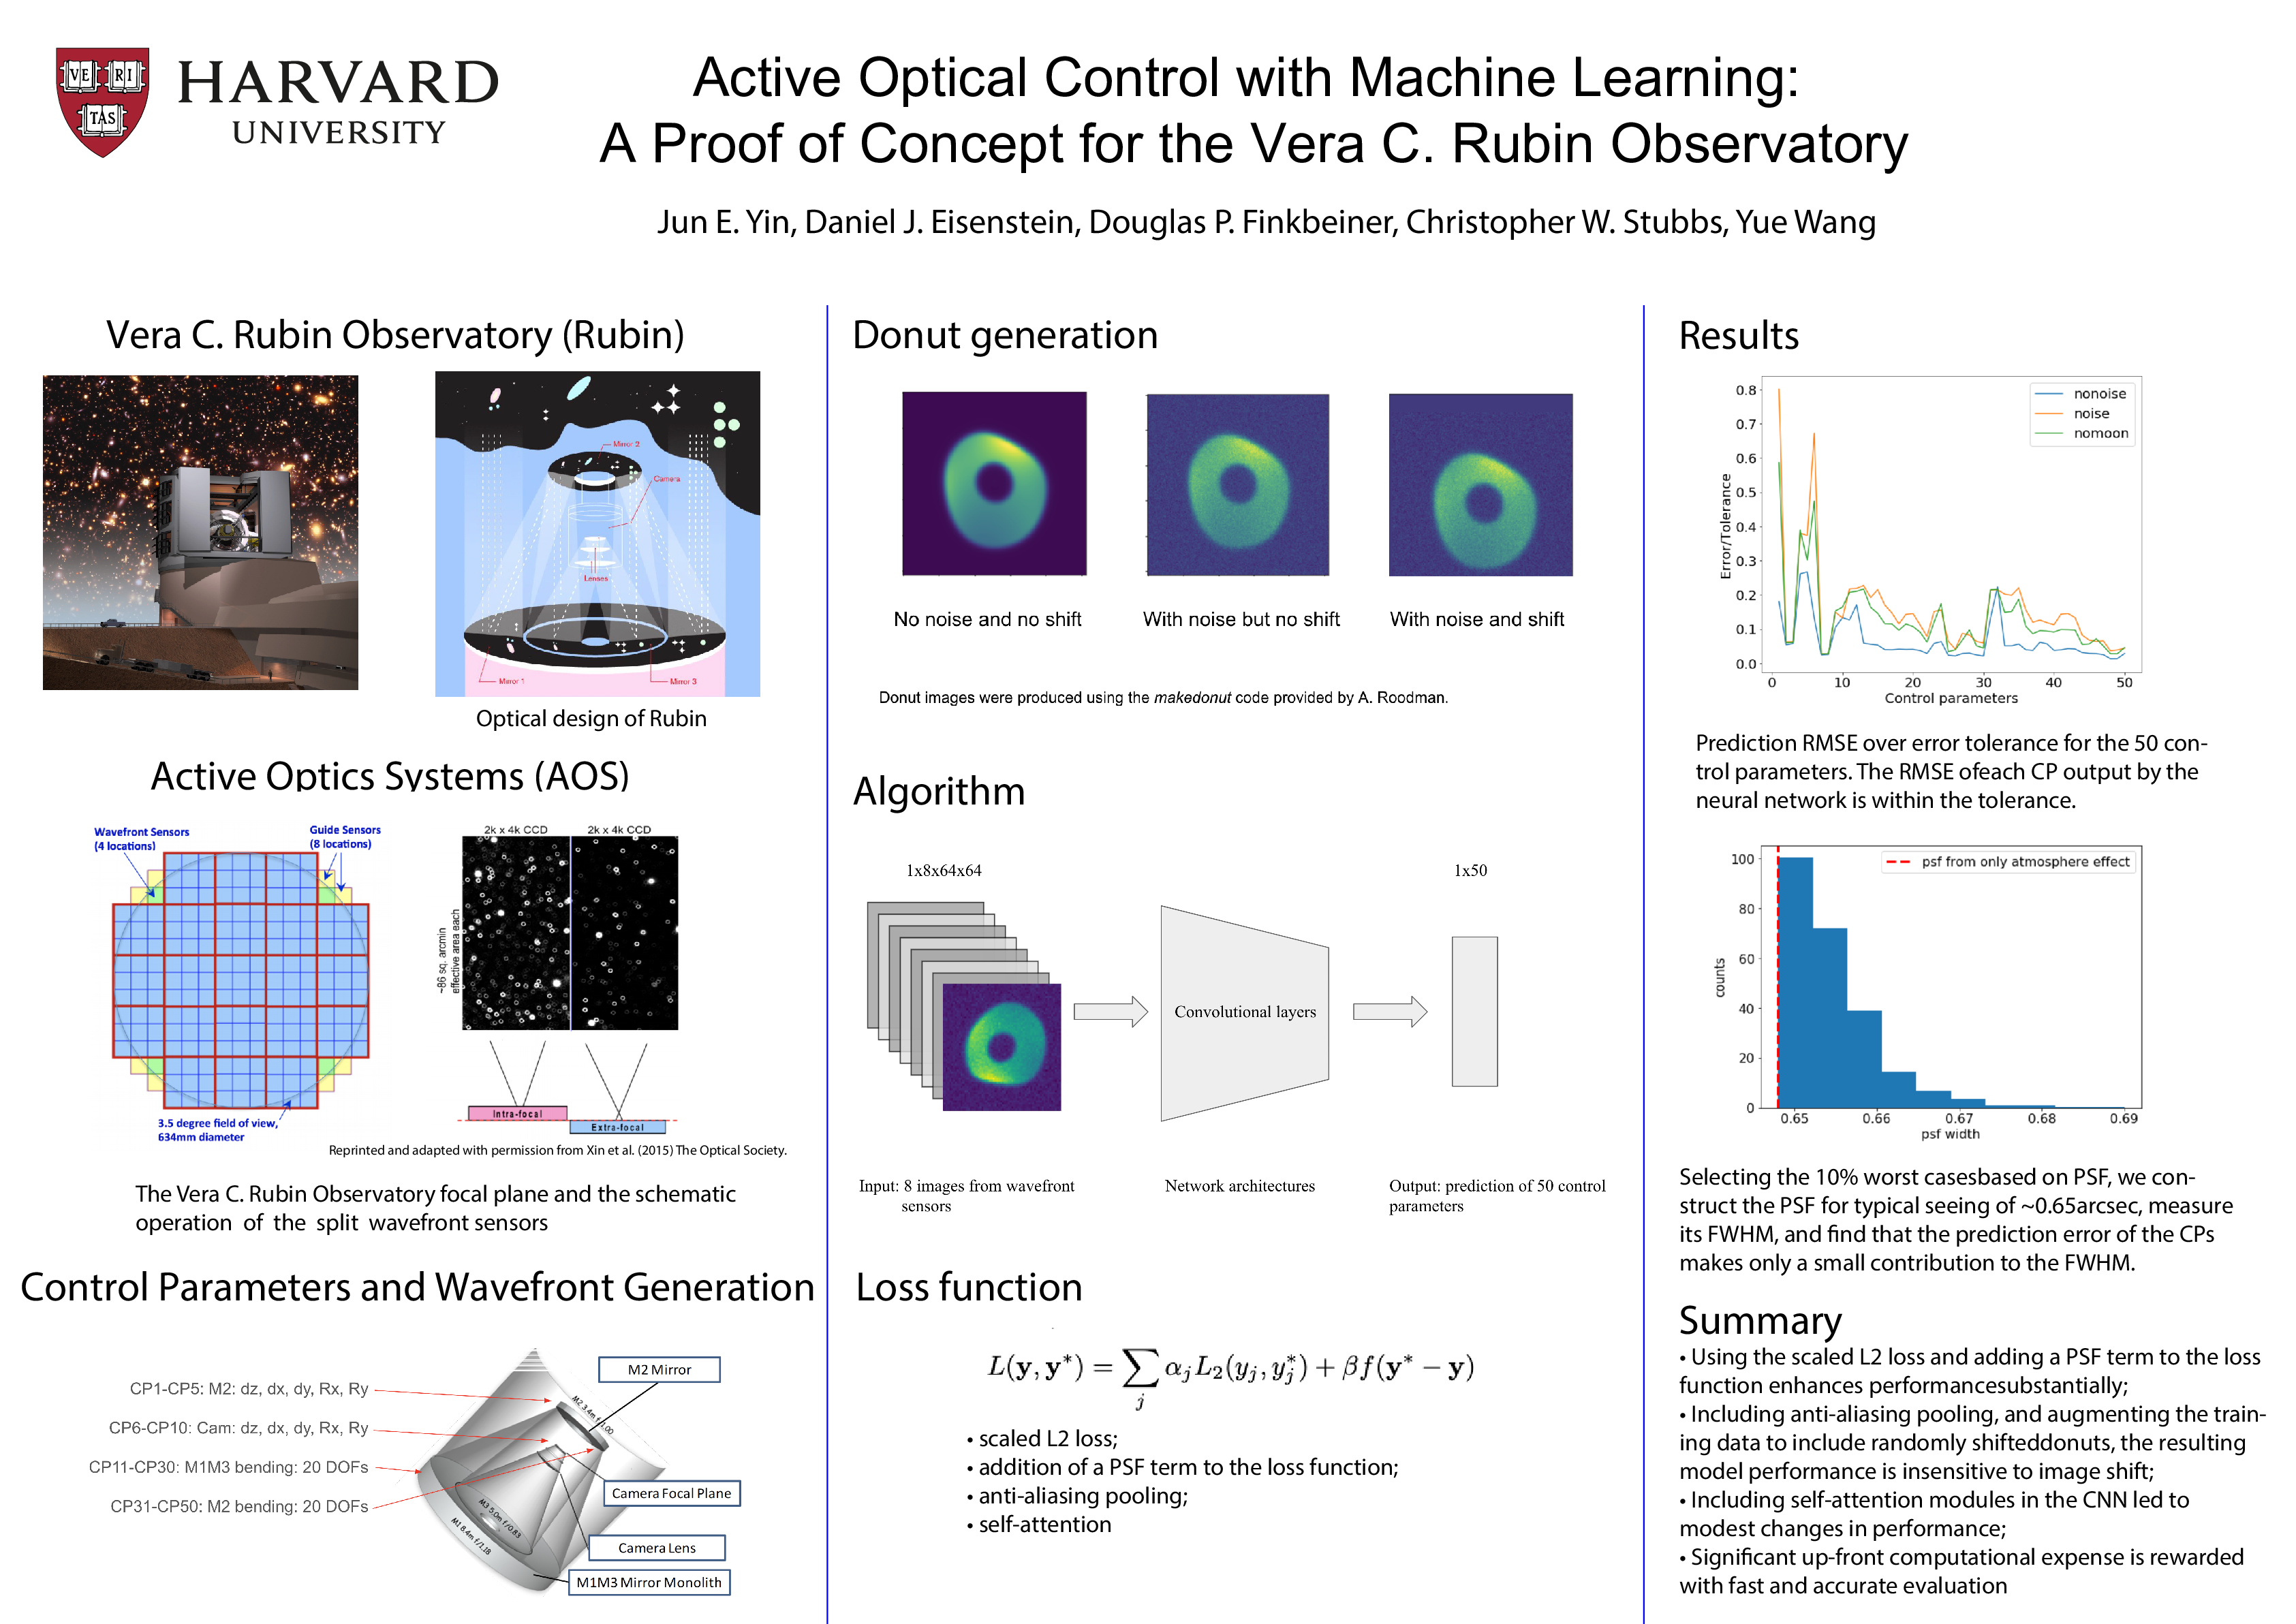 VE RI
TAS
HARVARD
UNIVERSITY
Active Optical Control with Machine Learning:
A Proof of Concept for the Vera C. Rubin Observatory
Jun E. Yin, Daniel J. Eisenstein, Douglas P. Finkbeiner, Christopher W. Stubbs, Yue Wang
Vera C. Rubin Observatory (Rubin)
Mirror 2
Camera
Lenses
Mirror 1
Mirror 3
Optical design of Rubin
Active Optics Systems (AOS)
Wavefront Sensors
(4 locations)
Guide Sensors
(8 locations)
3.5 degree field of view,
634mm diameter
2k x 4k CCD 2k x 4k CCD
~86 sq. arcmin
effective area each
Intra-focal
Extra-focal
Reprinted and adapted with permission from Xin et al. (2015) The Optical Society.
The Vera C. Rubin Observatory focal plane and the schematic
operation of the split wavefront sensors
Control Parameters and Wavefront Generation
CP1-CP5: M2: dz, dx, dy, Rx, Ry
CP6-CP10: Cam: dz, dx, dy, Rx, Ry
CP11-CP30: M1M3 bending: 20 DOFs
CP31-CP50: M2 bending: 20 DOFs
M2 Mirror
M2 3.4m f/1.00
Camera Focal Plane
M3 5.0m f/0.83
M1 8.4m f/1.18
Camera Lens
M1M3 Mirror Monolith
Donut generation
No noise and no shift
With noise but no shift
With noise and shift
Donut images were produced using the makedonut code provided by A. Roodman.
Algorithm
1x8x64x64
1x50
Convolutional layers
Input: 8 images from wavefront
sensors
Network architectures
Output: prediction of 50 control
parameters
Loss function
L(y, y*) = ∑_j α_j L_2(y_j, y*_j) + βf(y* − y)
• scaled L2 loss;
• addition of a PSF term to the loss function;
• anti-aliasing pooling;
• self-attention
Results
0.8
0.7
0.6
0.5
0.4
0.3
0.2
0.1
0.0
Error/Tolerance
nonoise
noise
nomoon
0 10 20 30 40 50
Control parameters
Prediction RMSE over error tolerance for the 50 con-
trol parameters. The RMSE ofeach CP output by the
neural network is within the tolerance.
100
80
60
40
20
0
counts
psf from only atmosphere effect
0.65 0.66 0.67 0.68 0.69
psf width
Selecting the 10% worst casesbased on PSF, we con-
struct the PSF for typical seeing of ~0.65arcsec, measure
its FWHM, and find that the prediction error of the CPs
makes only a small contribution to the FWHM.
Summary
• Using the scaled L2 loss and adding a PSF term to the loss
function enhances performancesubstantially;
• Including anti-aliasing pooling, and augmenting the train-
ing data to include randomly shifteddonuts, the resulting
model performance is insensitive to image shift;
• Including self-attention modules in the CNN led to
modest changes in performance;
• Significant up-front computational expense is rewarded
with fast and accurate evaluation